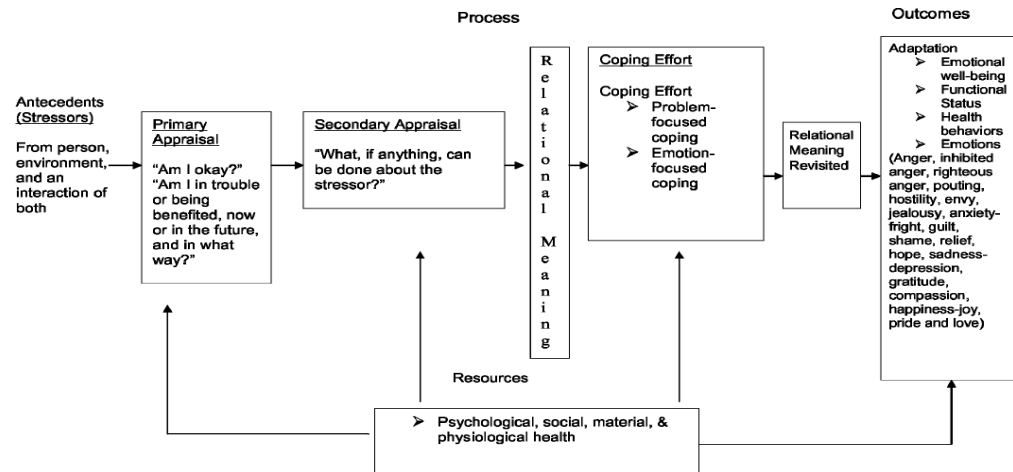 Process
Outcomes
Antecedents
(Stressors)
From person,
environment,
and an
interaction of
both
Primary
Appraisal
“Am I okay?”
“Am I in trouble
or being
benefited, now
or in the future,
and in what
way?”
Secondary Appraisal
“What, if anything, can
be done about the
stressor?”
Relational Meaning
Coping Effort
Coping Effort
➢ Problem-
focused
coping
➢ Emotion-
focused
coping
Relational
Meaning
Revisited
Adaptation
➢ Emotional
well-being
➢ Functional
Status
➢ Health
behaviors
➢ Emotions
(Anger, inhibited
anger, righteous
anger, pouting,
hostility, envy,
jealousy, anxiety-
fright, guilt,
shame, relief,
hope, sadness-
depression,
gratitude,
compassion,
happiness-joy,
pride and love)
Resources
➢ Psychological, social, material, &
physiological health